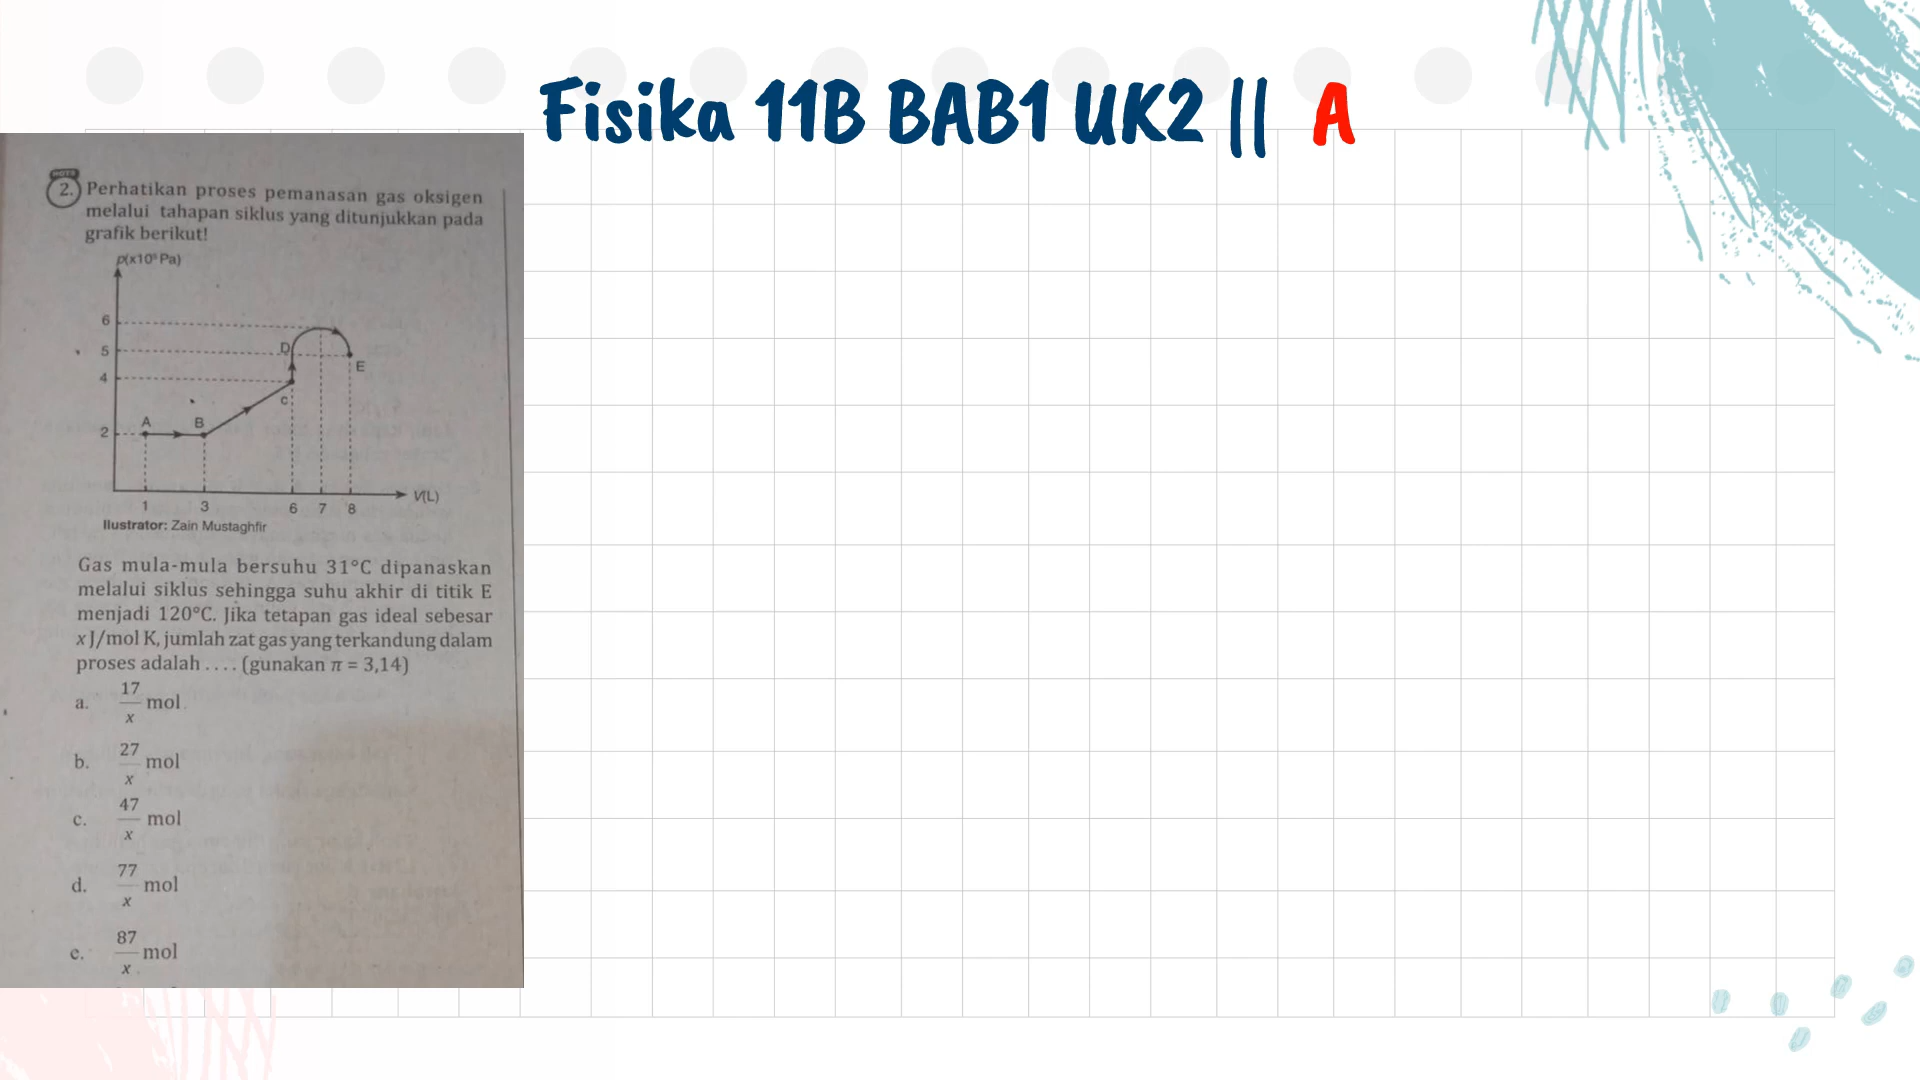 Fisika 11B BAB1 UK2 || A
HOTS
2. Perhatikan proses pemanasan gas oksigen
melalui tahapan siklus yang ditunjukkan pada
grafik berikut!
p(x10⁵ Pa)
6
5
4
2
A
B
C
D
E
1 3 6 7 8
V(L)
Ilustrator: Zain Mustaghfir
Gas mula-mula bersuhu 31°C dipanaskan
melalui siklus sehingga suhu akhir di titik E
menjadi 120°C. Jika tetapan gas ideal sebesar
x J/mol K, jumlah zat gas yang terkandung dalam
proses adalah . . . . (gunakan π = 3,14)
a. 17/x mol
b. 27/x mol
c. 47/x mol
d. 77/x mol
e. 87/x mol